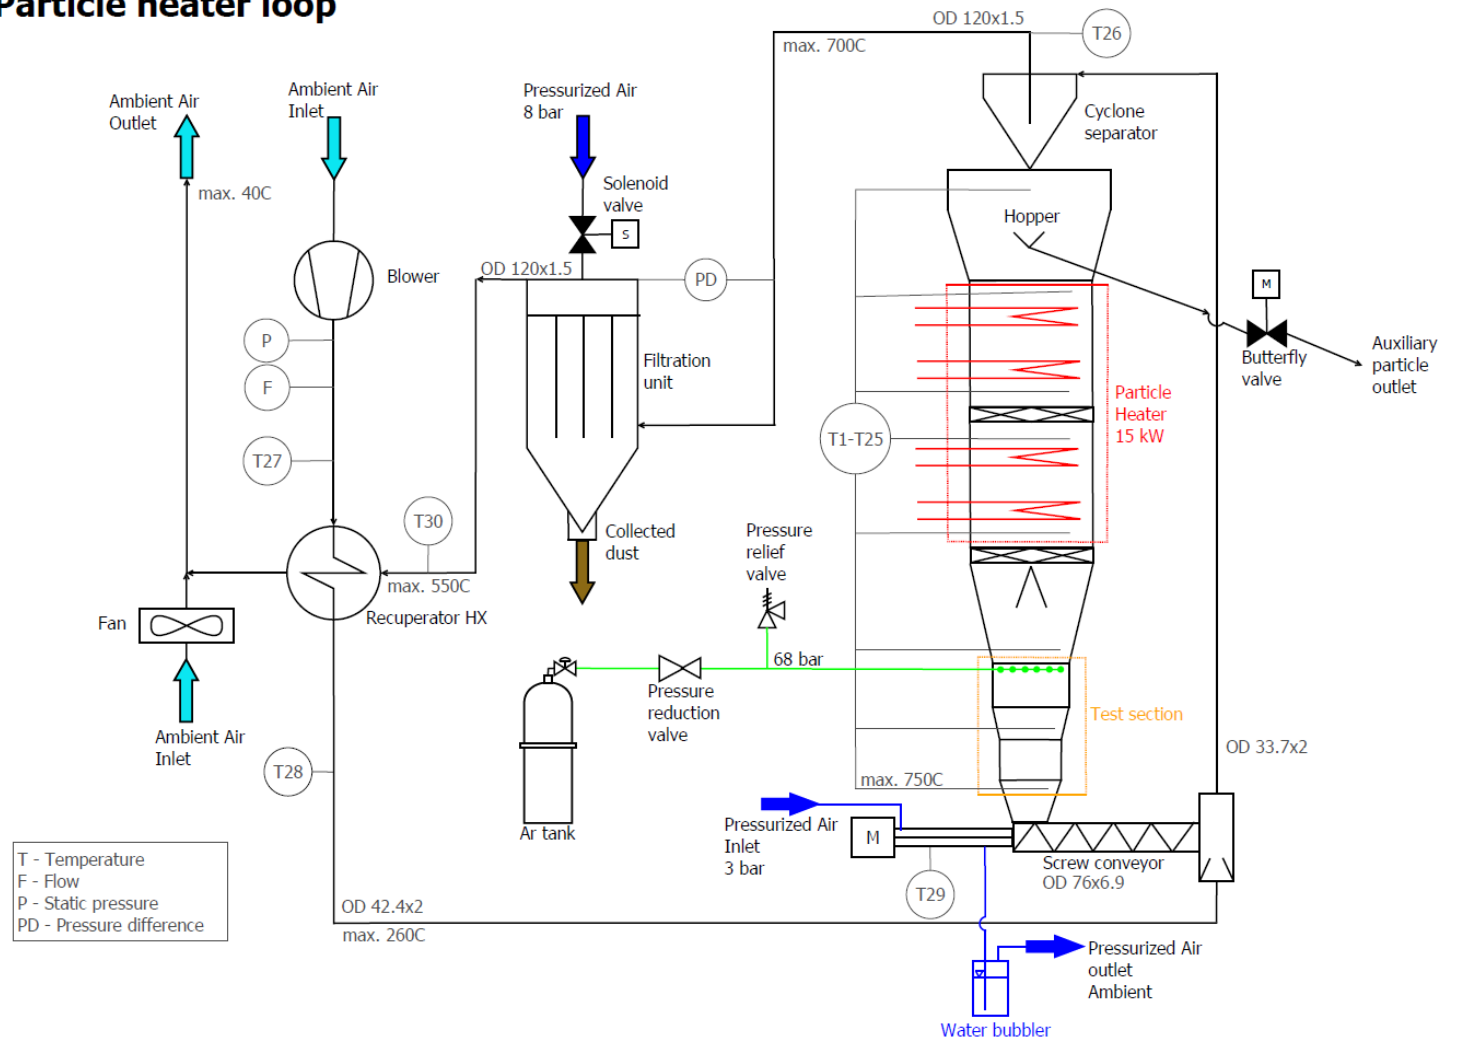 Particle heater loop
OD 120x1.5
max. 700C
T26
Ambient Air
Outlet
Ambient Air
Inlet
Pressurized Air
8 bar
Cyclone
separator
max. 40C
Solenoid
valve
S
Hopper
Blower
OD 120x1.5
PD
M
P
F
T27
Filtration
unit
Butterfly
valve
Auxiliary
particle
outlet
Particle
Heater
15 kW
T1-T25
T30
Collected
dust
Pressure
relief
valve
max. 550C
Recuperator HX
Fan
68 bar
Pressure
reduction
valve
Test section
Ambient Air
Inlet
T28
OD 33.7x2
max. 750C
Ar tank
Pressurized Air
Inlet
3 bar
M
Screw conveyor
OD 76x6.9
T29
T - Temperature
F - Flow
P - Static pressure
PD - Pressure difference
OD 42.4x2
max. 260C
Pressurized Air
outlet
Ambient
Water bubbler